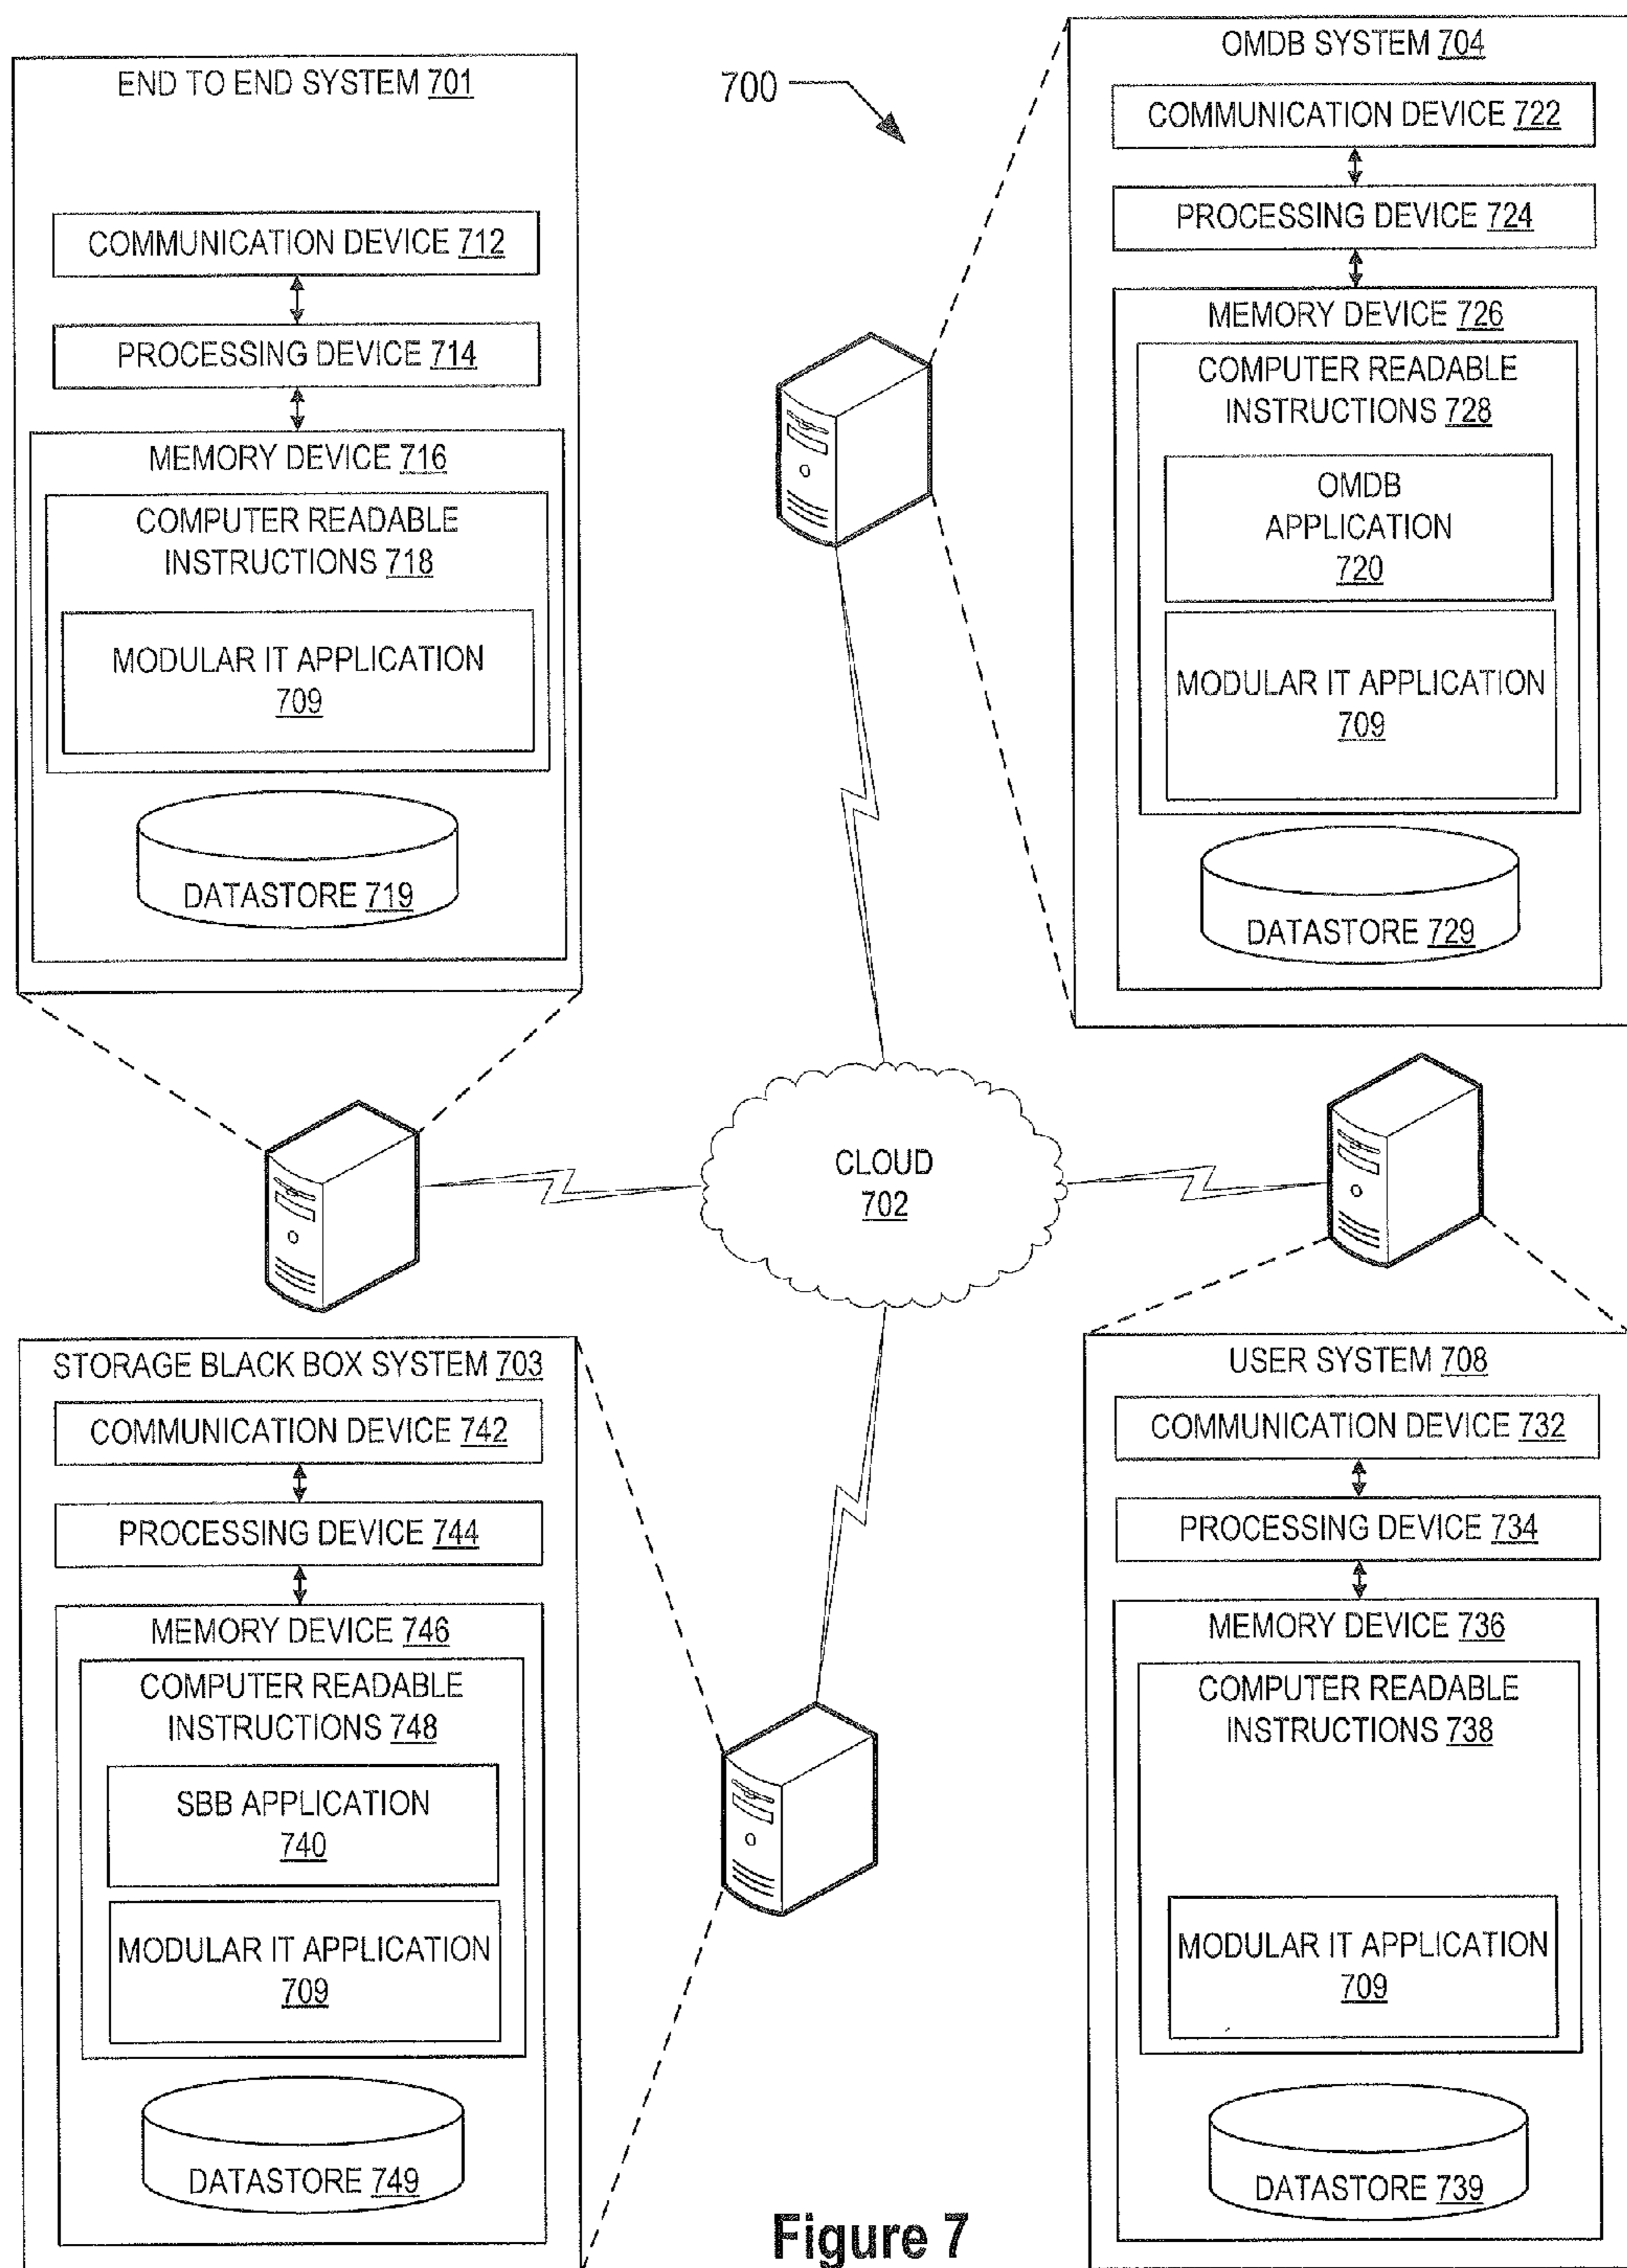 END TO END SYSTEM 701
COMMUNICATION DEVICE 712
PROCESSING DEVICE 714
MEMORY DEVICE 716
COMPUTER READABLE
INSTRUCTIONS 718
MODULAR IT APPLICATION
709
DATASTORE 719
700
OMDB SYSTEM 704
COMMUNICATION DEVICE 722
PROCESSING DEVICE 724
MEMORY DEVICE 726
COMPUTER READABLE
INSTRUCTIONS 728
OMDB
APPLICATION
720
MODULAR IT APPLICATION
709
DATASTORE 729
CLOUD
702
STORAGE BLACK BOX SYSTEM 703
COMMUNICATION DEVICE 742
PROCESSING DEVICE 744
MEMORY DEVICE 746
COMPUTER READABLE
INSTRUCTIONS 748
SBB APPLICATION
740
MODULAR IT APPLICATION
709
DATASTORE 749
USER SYSTEM 708
COMMUNICATION DEVICE 732
PROCESSING DEVICE 734
MEMORY DEVICE 736
COMPUTER READABLE
INSTRUCTIONS 738
MODULAR IT APPLICATION
709
DATASTORE 739
Figure 7